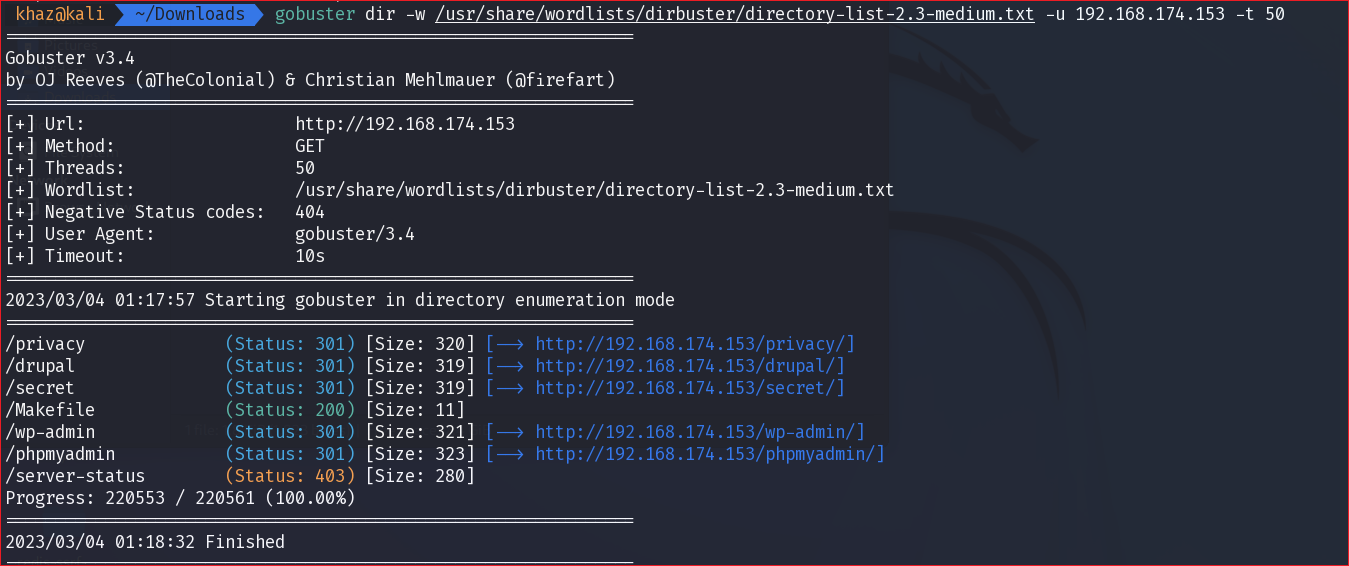 khaz@kali ~/Downloads gobuster dir -w /usr/share/wordlists/dirbuster/directory-list-2.3-medium.txt -u 192.168.174.153 -t 50
===============================================================
Gobuster v3.4
by OJ Reeves (@TheColonial) & Christian Mehlmauer (@firefart)
===============================================================
[+] Url:                     http://192.168.174.153
[+] Method:                  GET
[+] Threads:                 50
[+] Wordlist:                /usr/share/wordlists/dirbuster/directory-list-2.3-medium.txt
[+] Negative Status codes:   404
[+] User Agent:              gobuster/3.4
[+] Timeout:                 10s
===============================================================
2023/03/04 01:17:57 Starting gobuster in directory enumeration mode
===============================================================
/privacy              (Status: 301) [Size: 320] [--> http://192.168.174.153/privacy/]
/drupal               (Status: 301) [Size: 319] [--> http://192.168.174.153/drupal/]
/secret               (Status: 301) [Size: 319] [--> http://192.168.174.153/secret/]
/Makefile             (Status: 200) [Size: 11]
/wp-admin             (Status: 301) [Size: 321] [--> http://192.168.174.153/wp-admin/]
/phpmyadmin           (Status: 301) [Size: 323] [--> http://192.168.174.153/phpmyadmin/]
/server-status        (Status: 403) [Size: 280]
Progress: 220553 / 220561 (100.00%)
===============================================================
2023/03/04 01:18:32 Finished
===============================================================